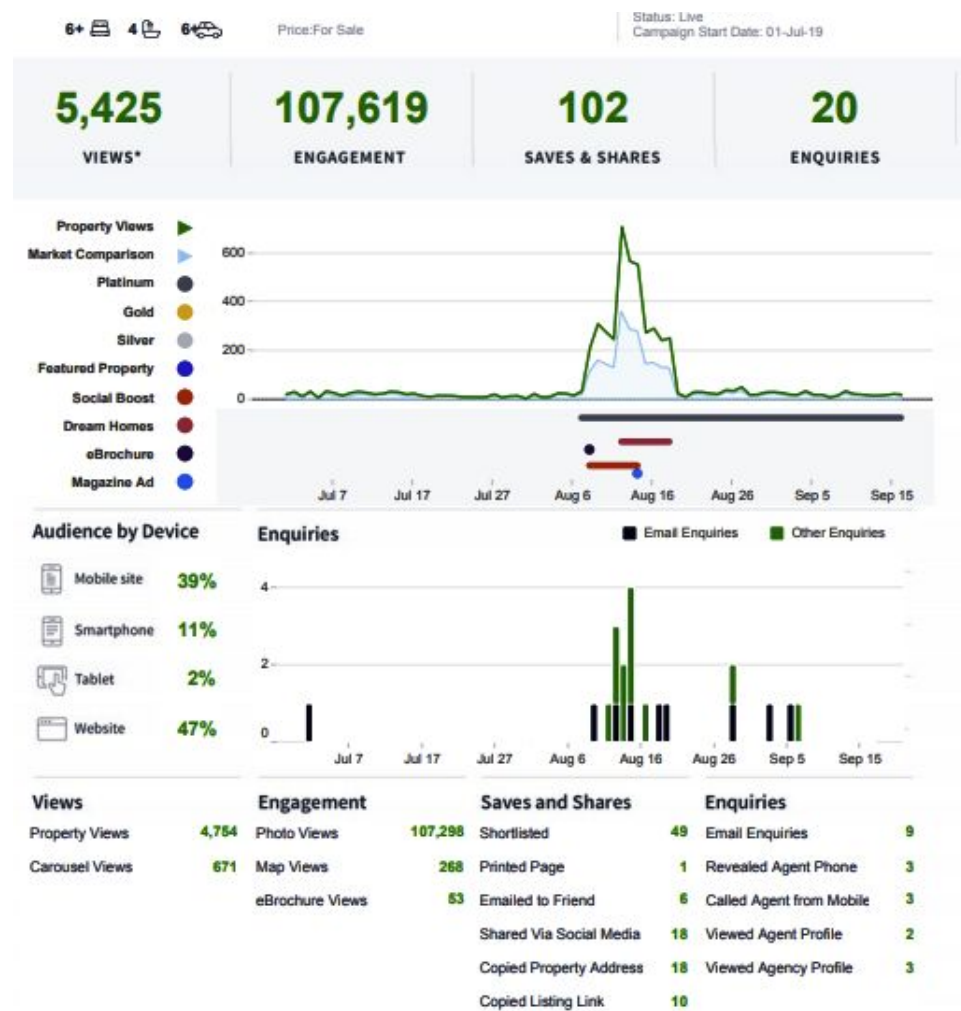 6+ 4 6+ Price:For Sale Status: Live
Campaign Start Date: 01-Jul-19
5,425 107,619 102 20
VIEWS* ENGAGEMENT SAVES & SHARES ENQUIRIES
Property Views
Market Comparison
Platinum
Gold
Silver
Featured Property
Social Boost
Dream Homes
eBrochure
Magazine Ad
600
400
200
0
Jul 7 Jul 17 Jul 27 Aug 6 Aug 16 Aug 26 Sep 5 Sep 15
Audience by Device
Mobile site 39%
Smartphone 11%
Tablet 2%
Website 47%
Enquiries Email Enquiries Other Enquiries
4
2
0
Jul 7 Jul 17 Jul 27 Aug 6 Aug 16 Aug 26 Sep 5 Sep 15
Views
Property Views 4,754
Carousel Views 671
Engagement
Photo Views 107,298
Map Views 268
eBrochure Views 53
Saves and Shares
Shortlisted 49
Printed Page 1
Emailed to Friend 6
Shared Via Social Media 18
Copied Property Address 18
Copied Listing Link 10
Enquiries
Email Enquiries 9
Revealed Agent Phone 3
Called Agent from Mobile 3
Viewed Agent Profile 2
Viewed Agency Profile 3